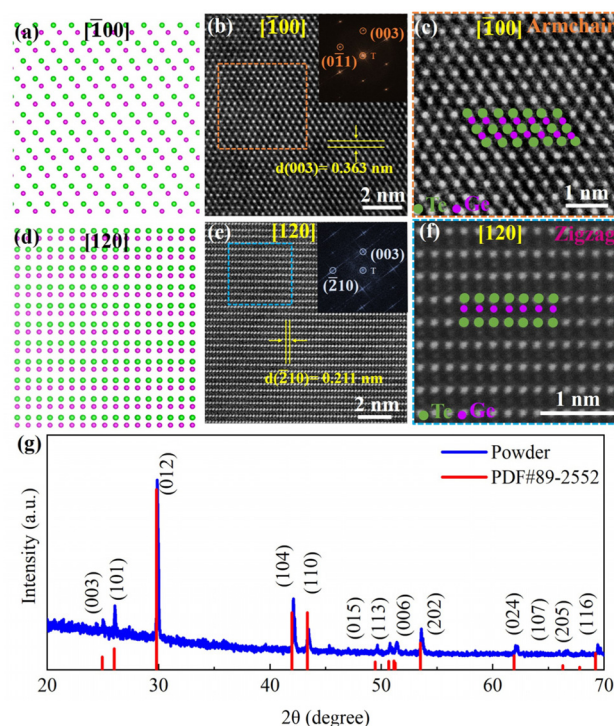 (a) [1̄00]
(b) [1̄00]
(003)
(01̄1)
T
d(003)= 0.363 nm
2 nm
(c) [1̄00] Armchair
Te Ge
1 nm
(d) [120]
(e) [120]
(003)
(2̄10) T
d(2̄10)= 0.211 nm
2 nm
(f) [120] Zigzag
Te Ge
1 nm
(g)
Powder
PDF#89-2552
Intensity (a.u.)
(003)
(101)
(012)
(104)
(110)
(015)
(113)
(006)
(202)
(024)
(107)
(205)
(116)
20 30 40 50 60 70
2θ (degree)